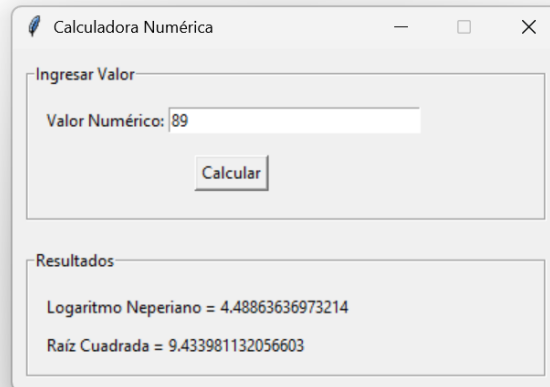 Calculadora Numérica
Ingresar Valor
Valor Numérico: 89
Calcular
Resultados
Logaritmo Neperiano = 4.48863636973214
Raíz Cuadrada = 9.433981132056603